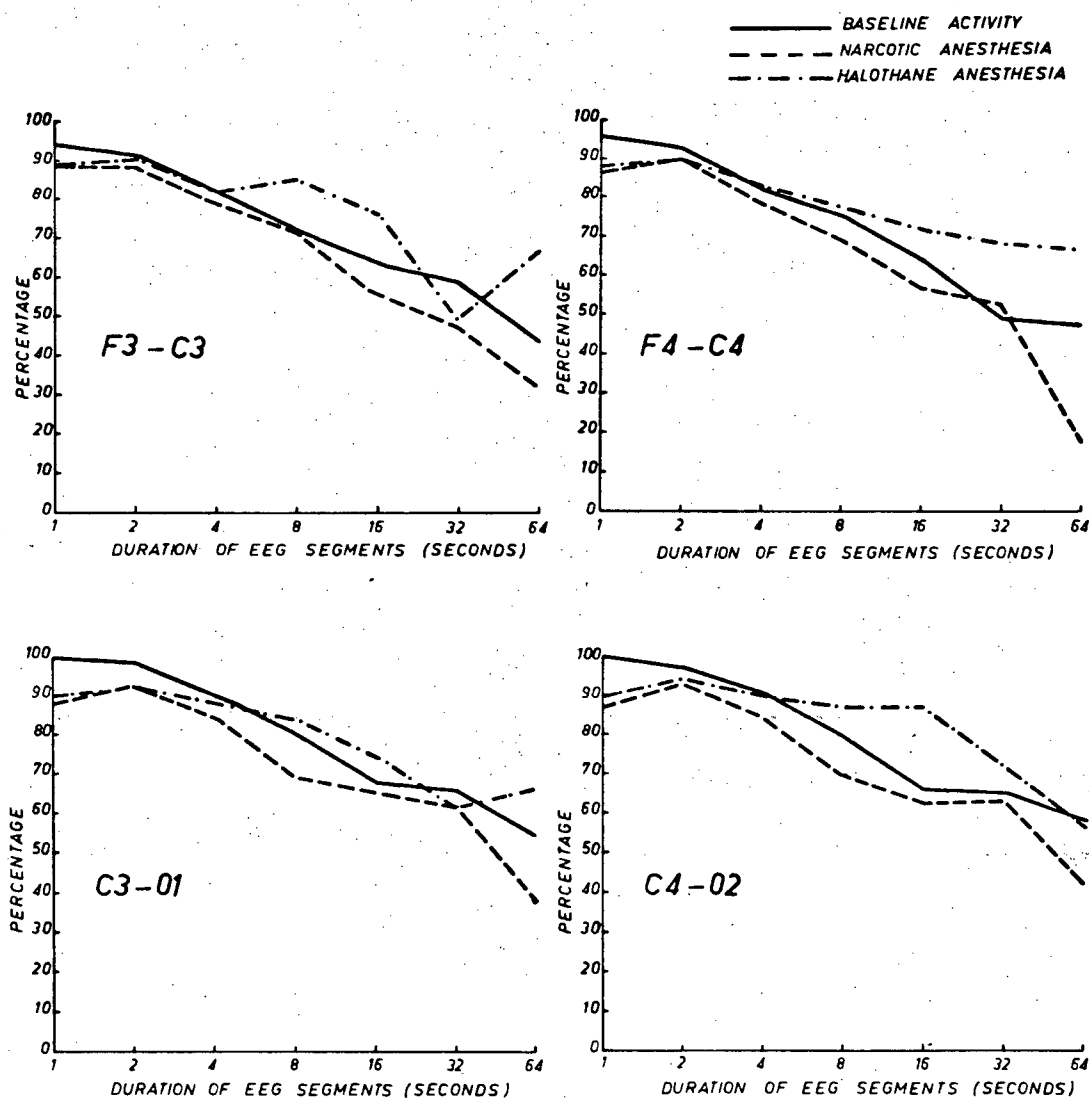 BASELINE ACTIVITY
NARCOTIC ANESTHESIA
HALOTHANE ANESTHESIA
100
90
80
70
60
50
40
30
20
10
0
PERCENTAGE
F3-C3
1 2 4 8 16 32 64
DURATION OF EEG SEGMENTS (SECONDS)
100
90
80
70
60
50
40
30
20
10
0
PERCENTAGE
F4-C4
1 2 4 8 16 32 64
DURATION OF EEG SEGMENTS (SECONDS)
100
90
80
70
60
50
40
30
20
10
0
PERCENTAGE
C3-01
1 2 4 8 16 32 64
DURATION OF EEG SEGMENTS (SECONDS)
100
90
80
70
60
50
40
30
20
10
0
PERCENTAGE
C4-02
1 2 4 8 16 32 64
DURATION OF EEG SEGMENTS (SECONDS)